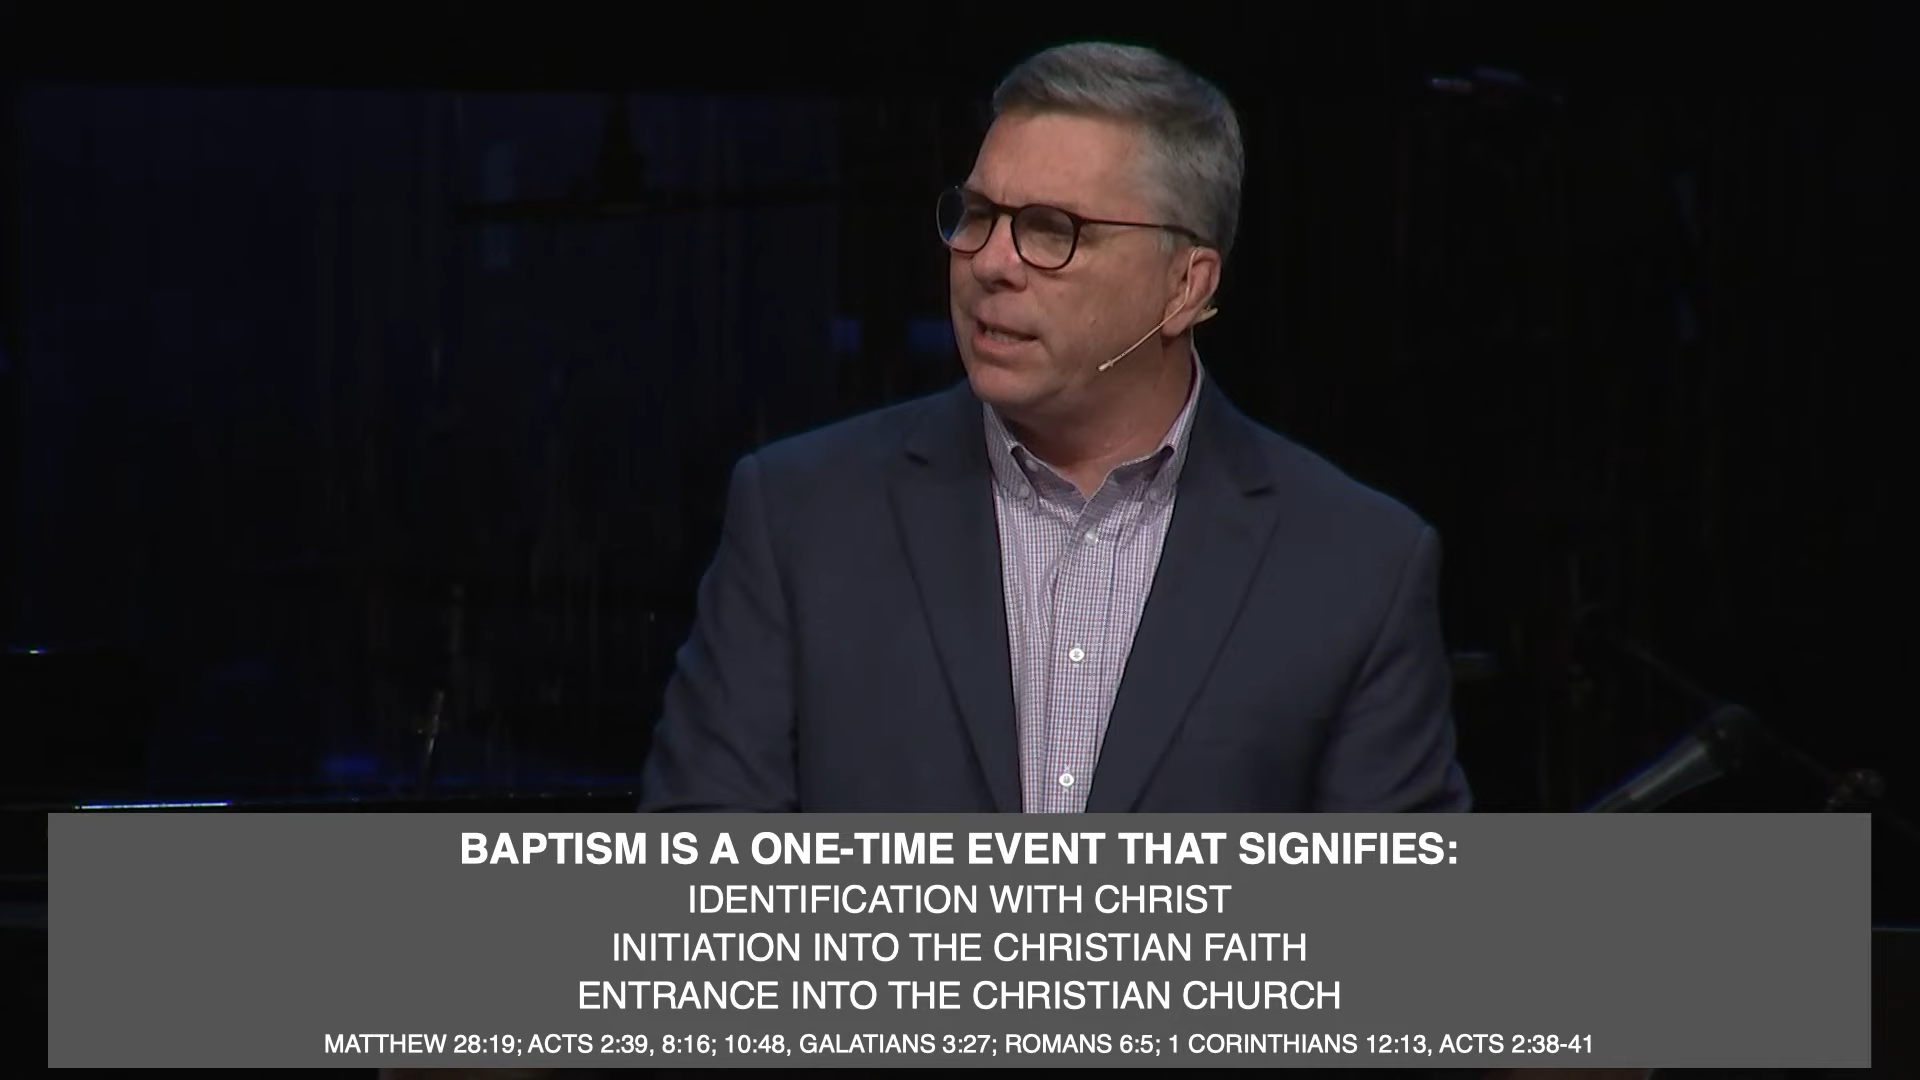 BAPTISM IS A ONE-TIME EVENT THAT SIGNIFIES:
IDENTIFICATION WITH CHRIST
INITIATION INTO THE CHRISTIAN FAITH
ENTRANCE INTO THE CHRISTIAN CHURCH
MATTHEW 28:19; ACTS 2:39, 8:16; 10:48, GALATIANS 3:27; ROMANS 6:5; 1 CORINTHIANS 12:13, ACTS 2:38-41